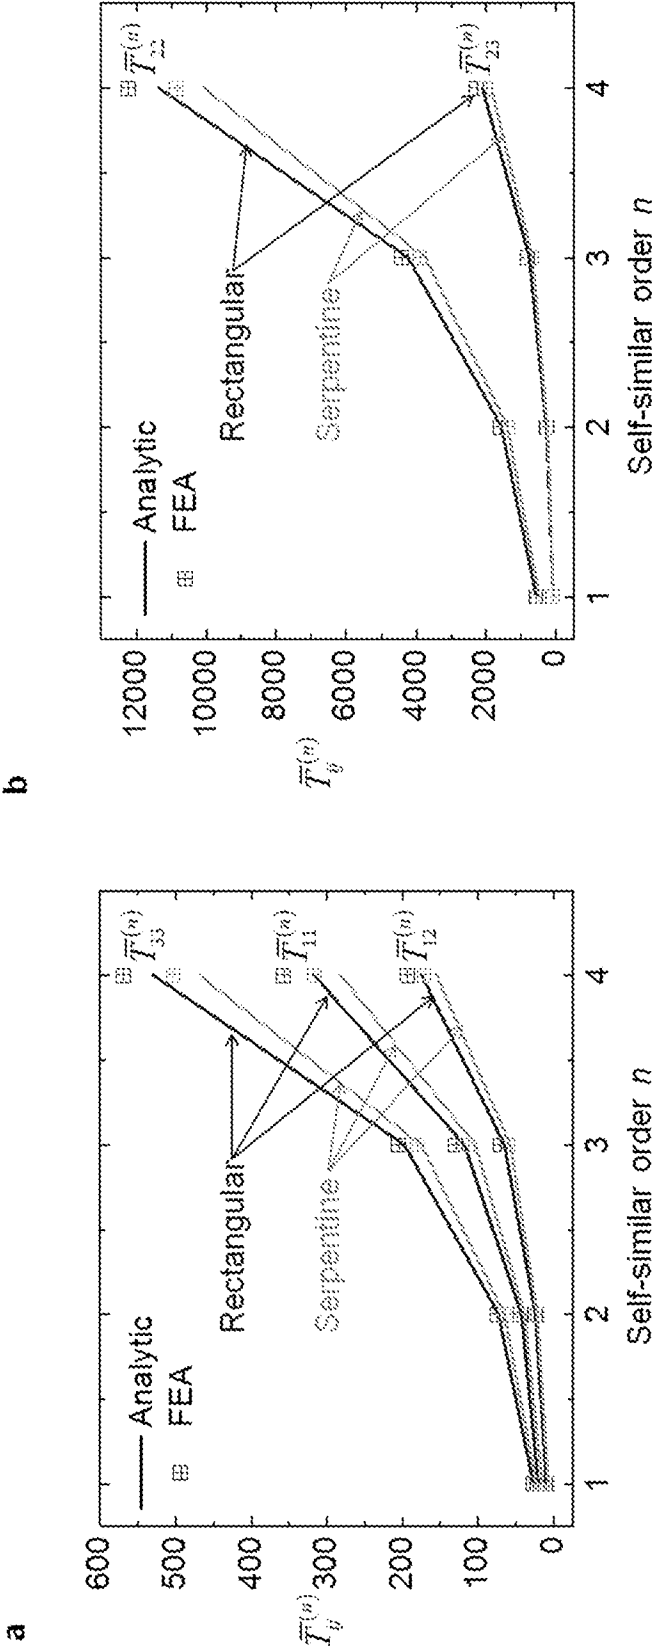 a
600
500
400
300
200
100
0
T̅ij(n)
Analytic
FEA
Rectangular
Serpentine
T̅33(n)
T̅11(n)
T̅12(n)
1 2 3 4
Self-similar order n
b
12000
10000
8000
6000
4000
2000
0
T̅ij(n)
Analytic
FEA
Rectangular
Serpentine
T̅22(n)
T̅23(n)
1 2 3 4
Self-similar order n